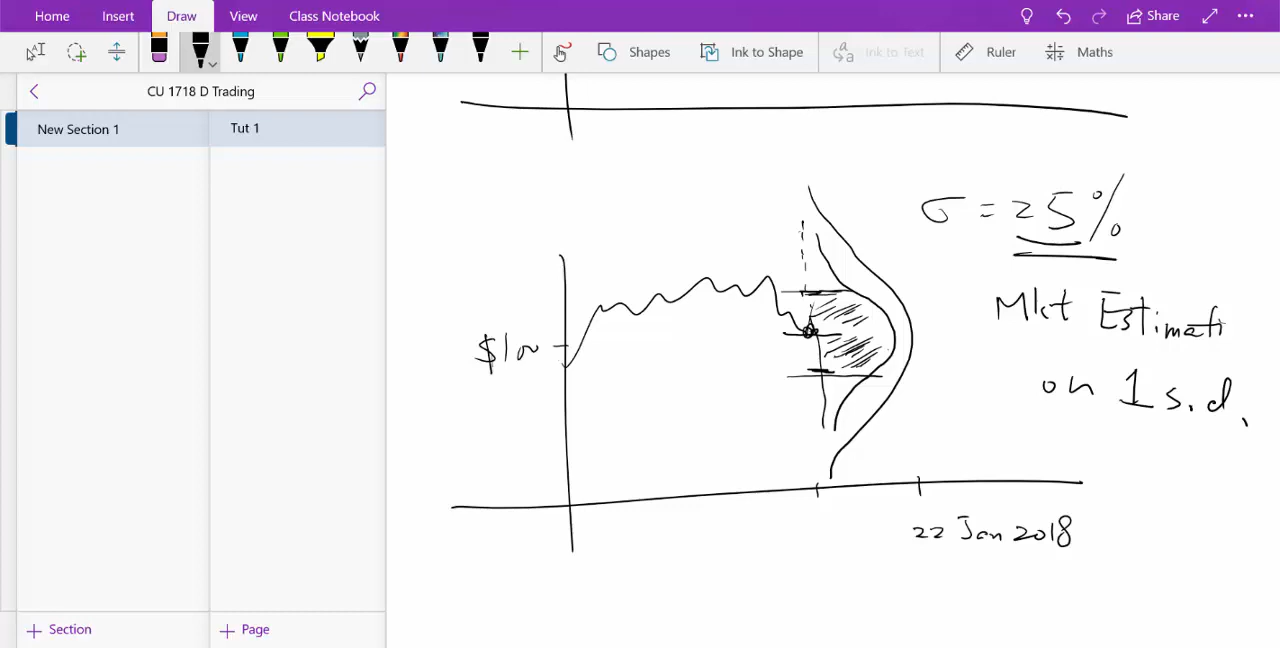 Home Insert Draw View Class Notebook Share
Shapes Ink to Shape Ink to Text Ruler Maths
CU 1718 D Trading
New Section 1
Tut 1
σ = 25%
Mkt Estimati
on 1 s.d.
$100
22 Jan 2018
Section
Page